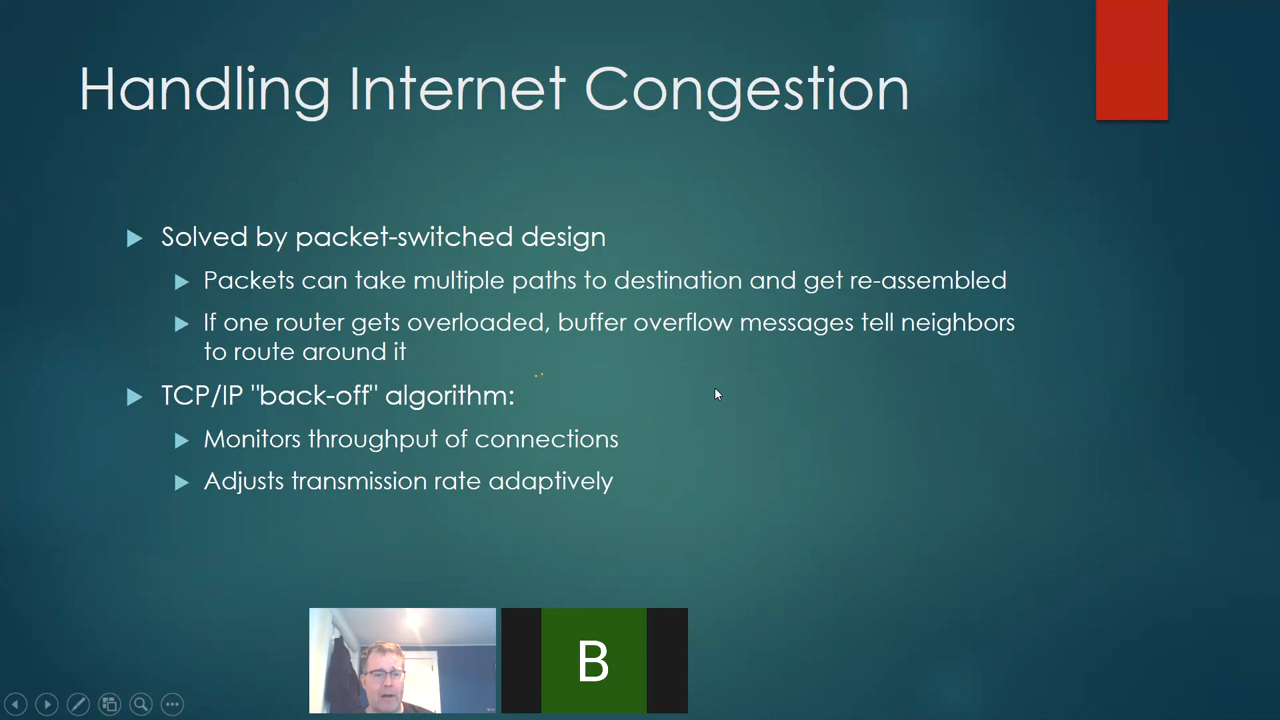 Handling Internet Congestion
Solved by packet-switched design
Packets can take multiple paths to destination and get re-assembled
If one router gets overloaded, buffer overflow messages tell neighbors
to route around it
TCP/IP "back-off" algorithm:
Monitors throughput of connections
Adjusts transmission rate adaptively
B